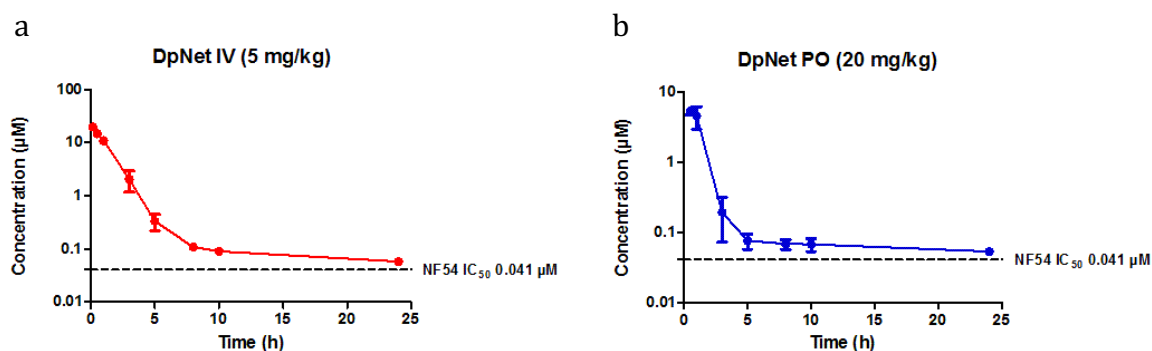 a
DpNet IV (5 mg/kg)
Concentration (µM)
100
10
1
0.1
0.01
NF54 IC₅₀ 0.041 µM
0 5 10 15 20 25
Time (h)
b
DpNet PO (20 mg/kg)
Concentration (µM)
10
1
0.1
0.01
NF54 IC₅₀ 0.041 µM
0 5 10 15 20 25
Time (h)